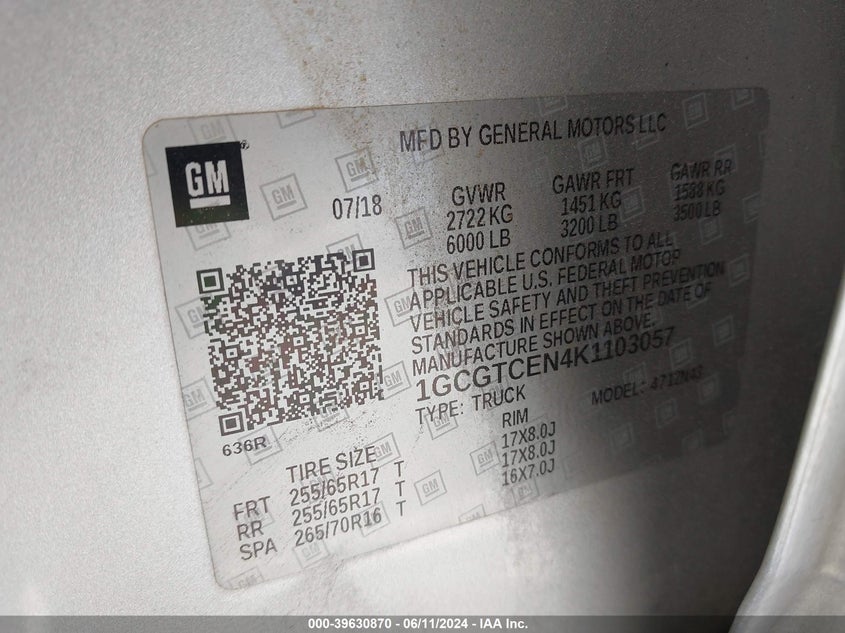 GM
MFD BY GENERAL MOTORS LLC
07/18
GVWR GAWR FRT GAWR RR
2722 KG 1451 KG 1588 KG
6000 LB 3200 LB 3500 LB
THIS VEHICLE CONFORMS TO ALL
APPLICABLE U.S. FEDERAL MOTOR
VEHICLE SAFETY AND THEFT PREVENTION
STANDARDS IN EFFECT ON THE DATE OF
MANUFACTURE SHOWN ABOVE.
1GCGTCEN4K1103057
TYPE: TRUCK MODEL: 4712N43
636R
TIRE SIZE RIM
FRT 255/65R17 T 17X8.0J
RR 255/65R17 T 17X8.0J
SPA 265/70R16 T 16X7.0J
000-39630870 - 06/11/2024 - IAA Inc.